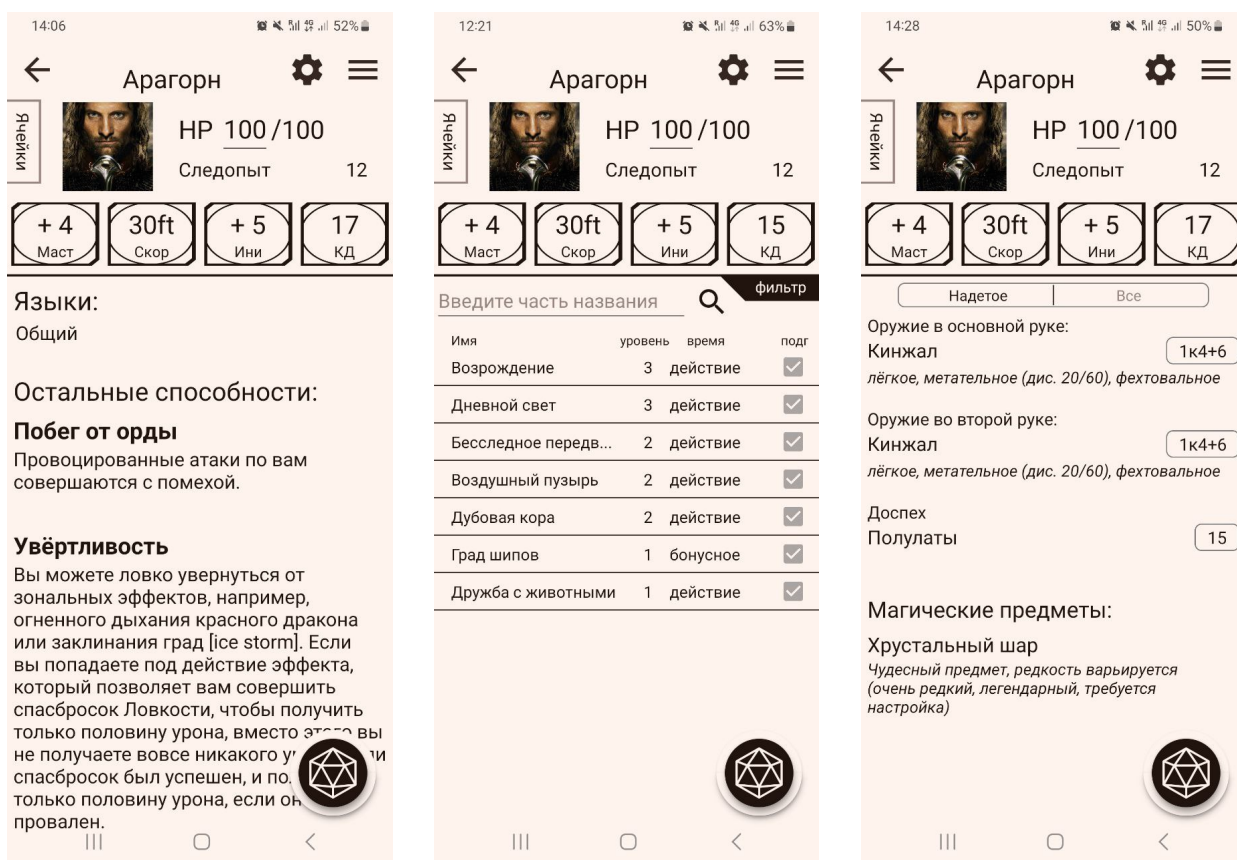 14:06
52%
Арагорн
Ячейки
HP 100 /100
Следопыт 12
+ 4 30ft + 5 17
Маст Скор Ини КД
Языки:
Общий
Остальные способности:
Побег от орды
Провоцированные атаки по вам
совершаются с помехой.
Увёртливость
Вы можете ловко увернуться от
зональных эффектов, например,
огненного дыхания красного дракона
или заклинания град [ice storm]. Если
вы попадаете под действие эффекта,
который позволяет вам совершить
спасбросок Ловкости, чтобы получить
только половину урона, вместо этого вы
не получаете вовсе никакого
спасбросок был успешен, и
только половину урона, если
провален.
12:21
4G 63%
Арагорн
Ячейки
HP 100 /100
Следопыт 12
+ 4 30ft + 5 15
Маст Скор Ини КД
Введите часть названия
фильтр
Имя уровень время подг
Возрождение 3 действие
Дневной свет 3 действие
Бесследное передв... 2 действие
Воздушный пузырь 2 действие
Дубовая кора 2 действие
Град шипов 1 бонусное
Дружба с животными 1 действие
14:28
4G 50%
Арагорн
Ячейки
HP 100 /100
Следопыт 12
+ 4 30ft + 5 17
Маст Скор Ини КД
Надетое Все
Оружие в основной руке:
Кинжал 1к4+6
лёгкое, метательное (дис. 20/60), фехтовальное
Оружие во второй руке:
Кинжал 1к4+6
лёгкое, метательное (дис. 20/60), фехтовальное
Доспех
Полулаты 15
Магические предметы:
Хрустальный шар
Чудесный предмет, редкость варьируется
(очень редкий, легендарный, требуется
настройка)